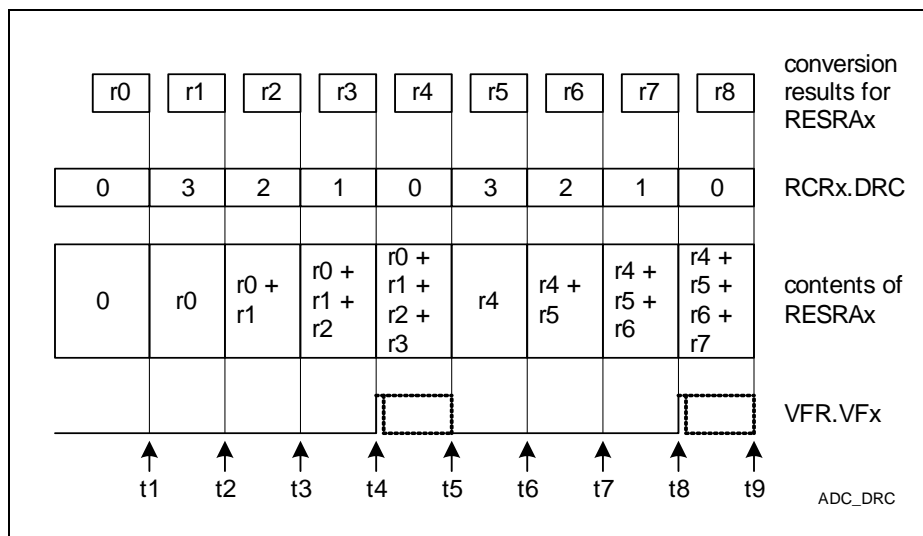 r0 r1 r2 r3 r4 r5 r6 r7 r8
conversion
results for
RESRAx
0 3 2 1 0 3 2 1 0
RCRx.DRC
0
r0
r0 +
r1
r0 +
r1 +
r2
r0 +
r1 +
r2 +
r3
r4
r4 +
r5
r4 +
r5 +
r6
r4 +
r5 +
r6 +
r7
contents of
RESRAx
VFR.VFx
t1 t2 t3 t4 t5 t6 t7 t8 t9
ADC_DRC